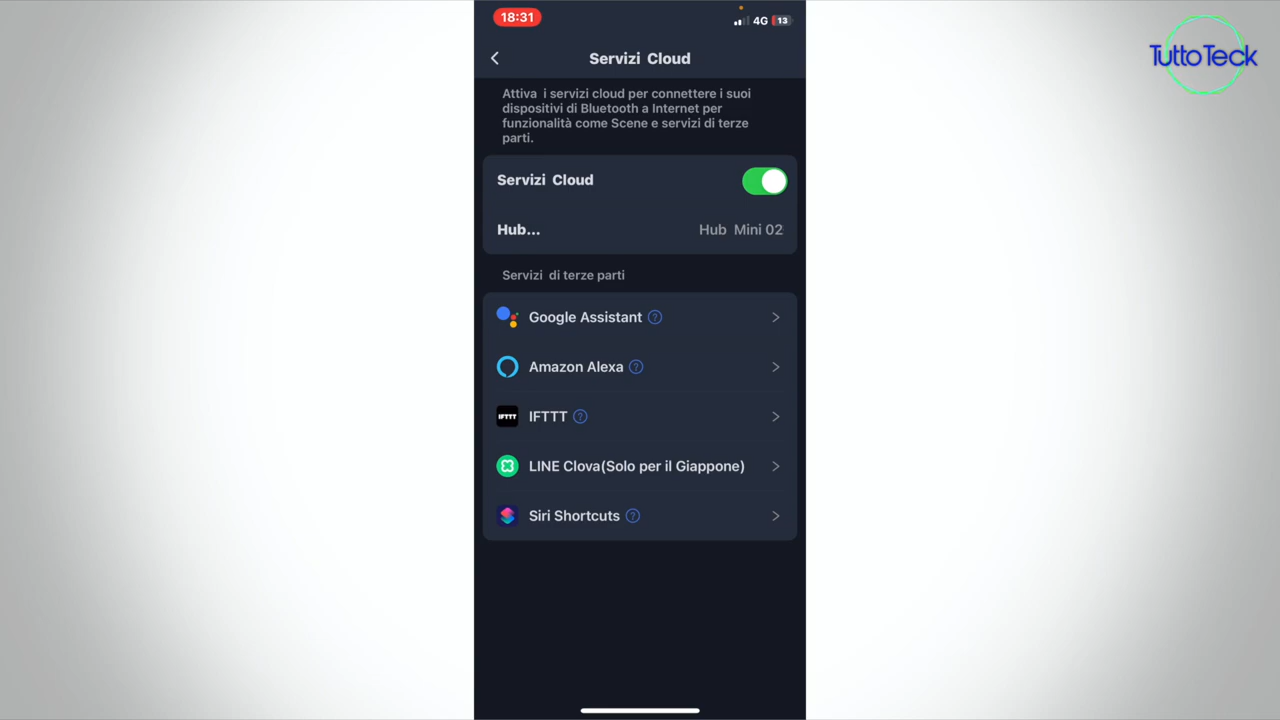 18:31
4G 13
TuttoTeck
Servizi Cloud
Attiva i servizi cloud per connettere i suoi
dispositivi di Bluetooth a Internet per
funzionalità come Scene e servizi di terze
parti.
Servizi Cloud
Hub... Hub Mini 02
Servizi di terze parti
Google Assistant ?
Amazon Alexa ?
IFTTT IFTTT ?
LINE Clova(Solo per il Giappone)
Siri Shortcuts ?